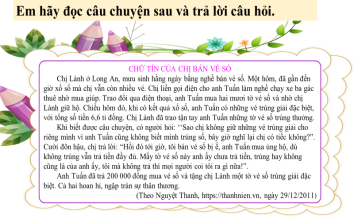 Em hãy đọc câu chuyện sau và trả lời câu hỏi.
CHỮ TÍN CỦA CHỊ BÁN VÉ SỐ
Chị Lành ở Long An, mưu sinh hằng ngày bằng nghề bán vé số. Một hôm, đã gần đến
giờ xổ số mà chị vẫn còn nhiều vé. Chị liền gọi điện cho anh Tuấn làm nghề chạy xe ba gác
thuê nhờ mua giúp. Trao đổi qua điện thoại, anh Tuấn mua hai mươi tờ vé số và nhờ chị
Lành giữ hộ. Chiều hôm đó, khi có kết quả xổ số, anh Tuấn có những vé trúng giải đặc biệt,
với tổng số tiền 6,6 tỉ đồng. Chị Lành đã trao tận tay anh Tuấn những tờ vé số trúng thưởng.
Khi biết được câu chuyện, có người hỏi: “Sao chị không giữ những vé trúng giải cho
riêng mình vì anh Tuấn cũng không biết mình trúng số, bây giờ nghĩ lại chị có tiếc không?”.
Cười đôn hậu, chị trả lời: “Hồi đó tới giờ, tôi bán vé số bị ế, anh Tuấn mua ủng hộ, dù
không trúng vẫn trả tiền đầy đủ. Mấy tờ vé số này anh ấy chưa trả tiền, trúng hay không
cũng là của anh ấy, tôi mà không trả thì mọi người coi tôi ra gì nữa!”.
Anh Tuấn đã trả 200 000 đồng mua vé số và tặng chị Lành một tờ vé số trúng giải đặc
biệt. Cả hai hoan hỉ, ngập tràn sự thân thương.
(Theo Nguyệt Thanh, https://thanhnien.vn, ngày 29/12/2011)